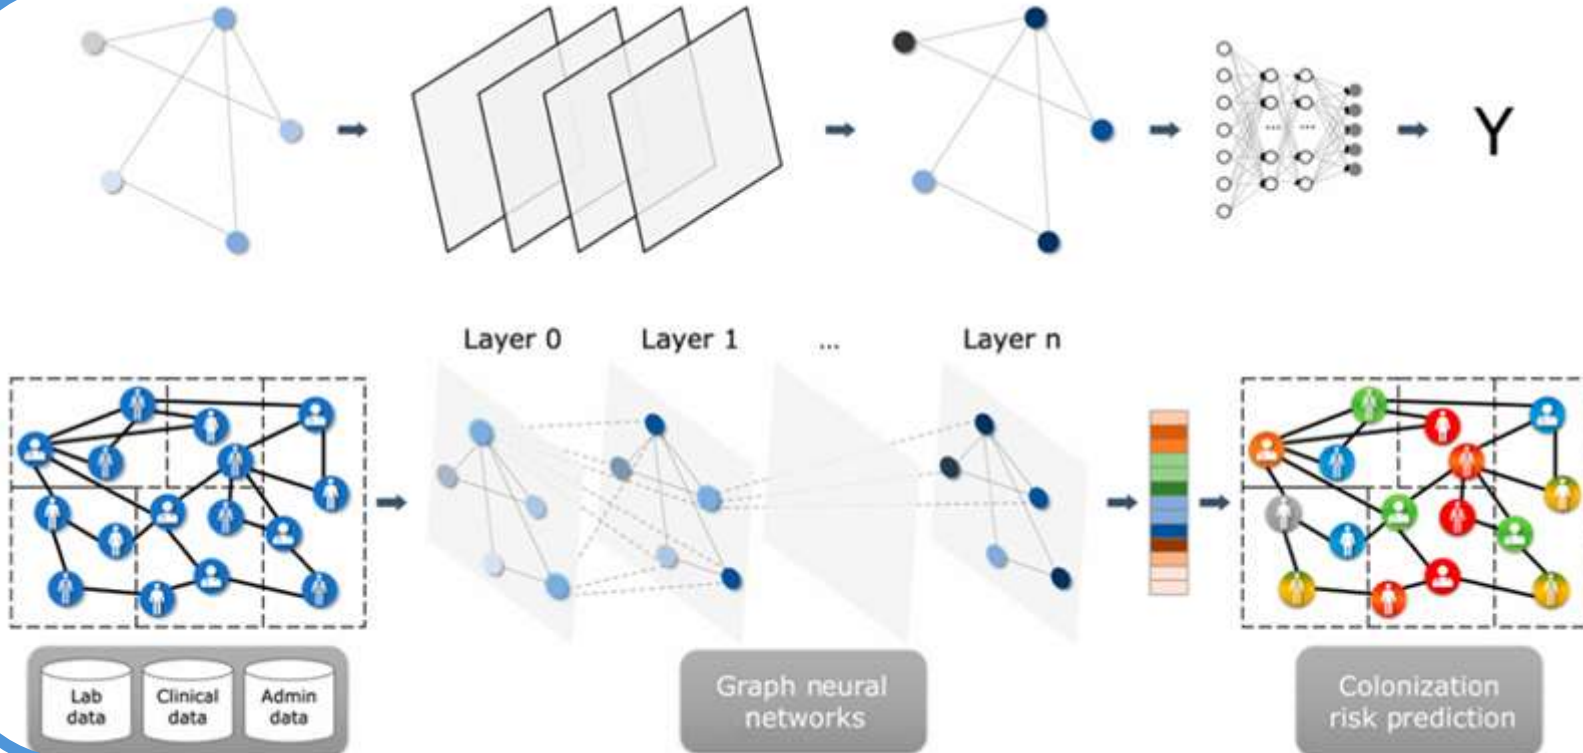 Y
Layer 0
Layer 1
...
Layer n
Lab
data
Clinical
data
Admin
data
Graph neural
networks
Colonization
risk prediction